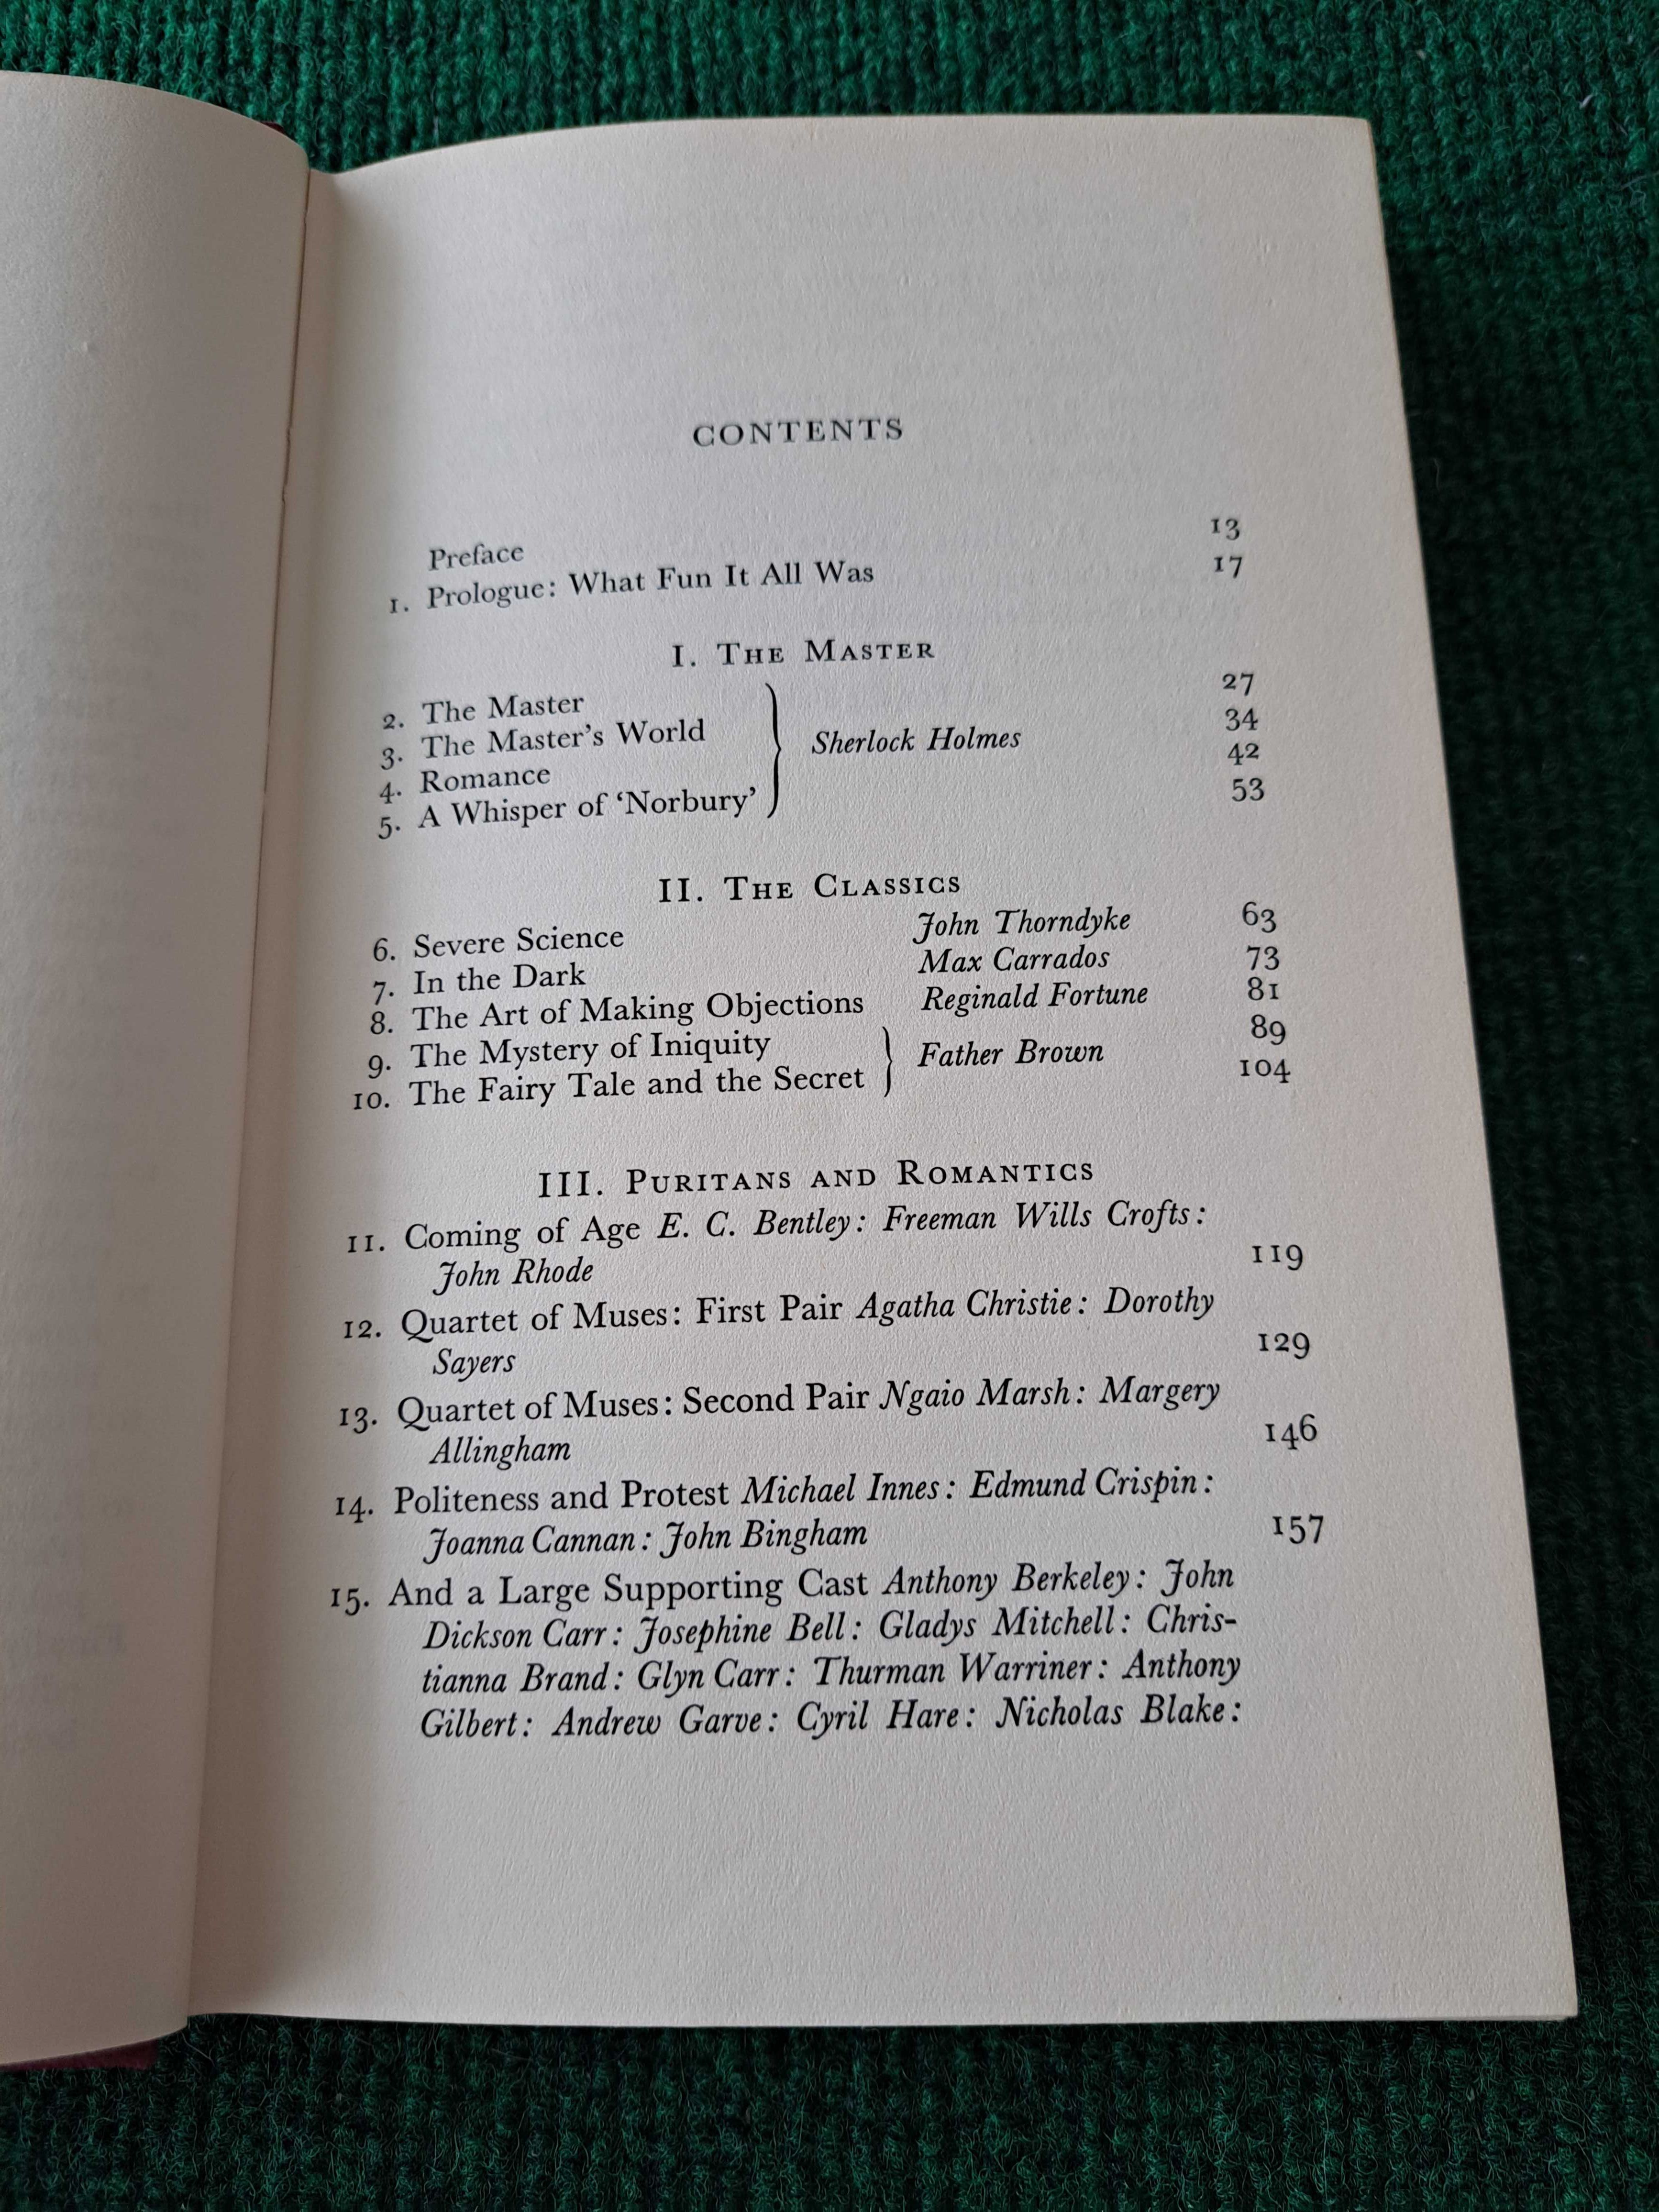 CONTENTS
Preface 13
1. Prologue: What Fun It All Was 17
I. THE MASTER
2. The Master 27
3. The Master's World 34
Sherlock Holmes
4. Romance 42
5. A Whisper of ‘Norbury’ 53
II. THE CLASSICS
6. Severe Science John Thorndyke 63
7. In the Dark Max Carrados 73
8. The Art of Making Objections Reginald Fortune 81
9. The Mystery of Iniquity 89
Father Brown
10. The Fairy Tale and the Secret 104
III. PURITANS AND ROMANTICS
11. Coming of Age E. C. Bentley: Freeman Wills Crofts:
John Rhode 119
12. Quartet of Muses: First Pair Agatha Christie: Dorothy
Sayers 129
13. Quartet of Muses: Second Pair Ngaio Marsh: Margery
Allingham 146
14. Politeness and Protest Michael Innes: Edmund Crispin:
Joanna Cannan: John Bingham 157
15. And a Large Supporting Cast Anthony Berkeley: John
Dickson Carr: Josephine Bell: Gladys Mitchell: Chris-
tianna Brand: Glyn Carr: Thurman Warriner: Anthony
Gilbert: Andrew Garve: Cyril Hare: Nicholas Blake: